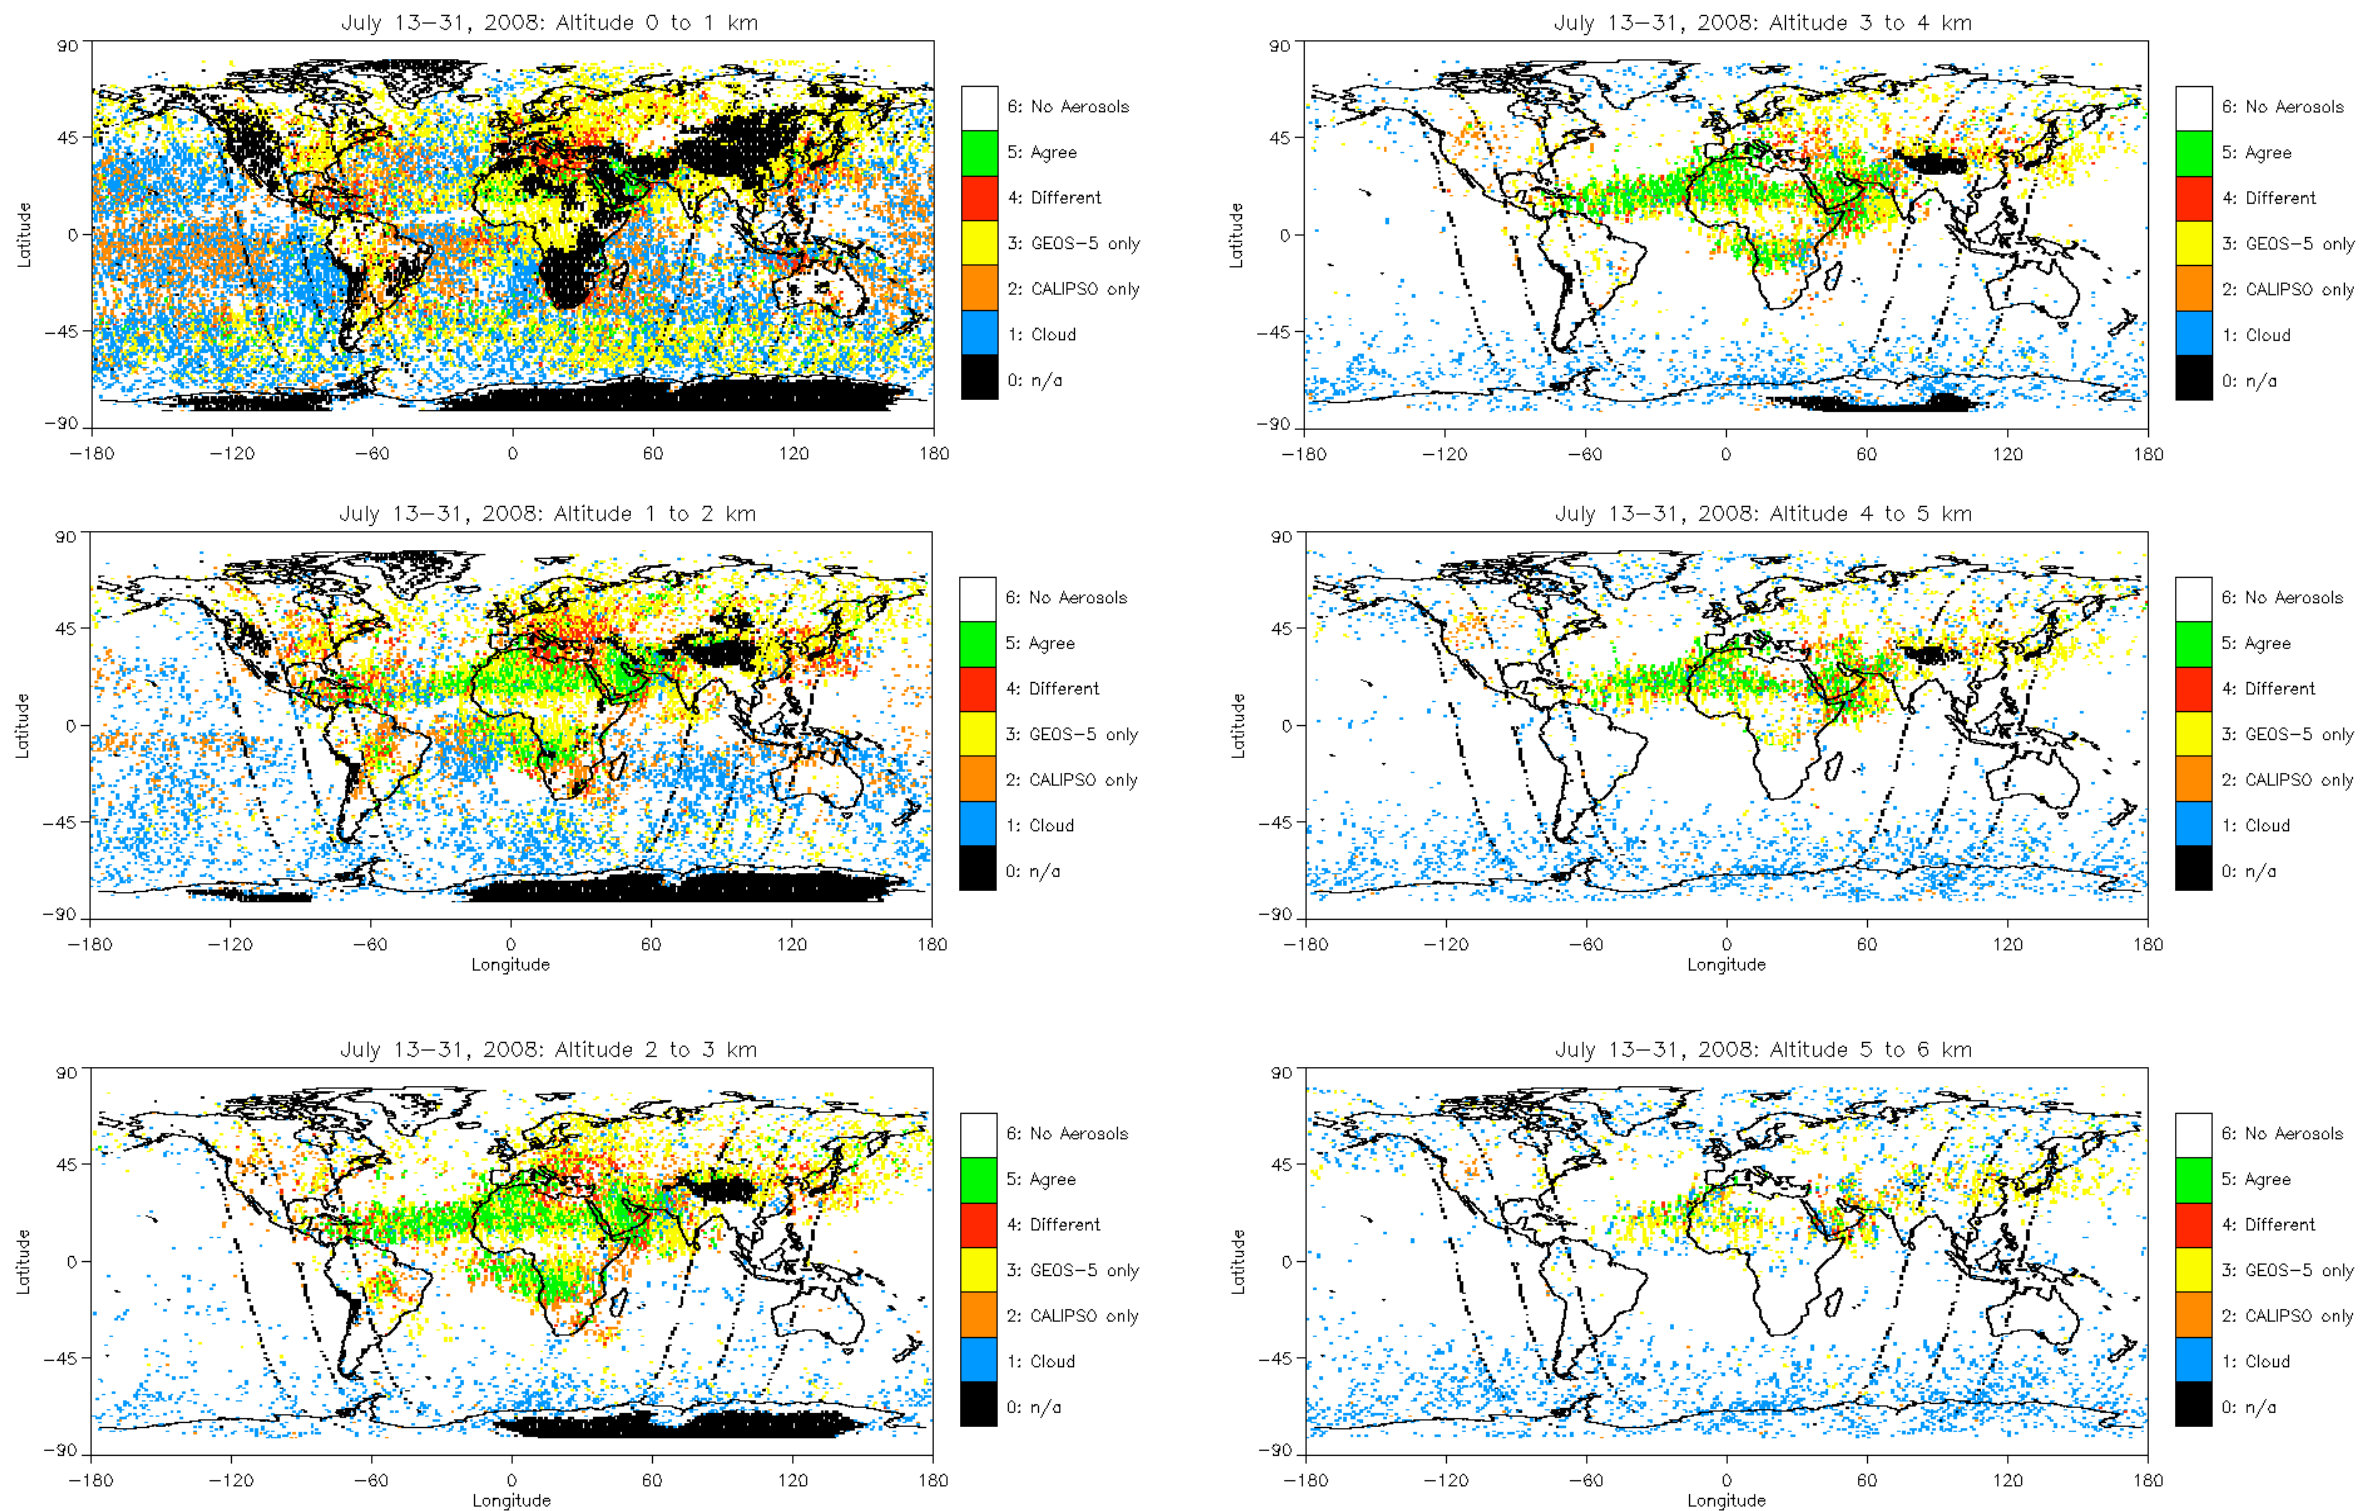 July 13-31, 2008: Altitude 0 to 1 km
Latitude
90
45
0
-45
-90
-180
-120
-60
0
60
120
180
6: No Aerosols
5: Agree
4: Different
3: GEOS-5 only
2: CALIPSO only
1: Cloud
0: n/a
July 13-31, 2008: Altitude 3 to 4 km
Latitude
90
45
0
-45
-90
-180
-120
-60
0
60
120
180
6: No Aerosols
5: Agree
4: Different
3: GEOS-5 only
2: CALIPSO only
1: Cloud
0: n/a
July 13-31, 2008: Altitude 1 to 2 km
Latitude
90
45
0
-45
-90
-180
-120
-60
0
60
120
180
Longitude
6: No Aerosols
5: Agree
4: Different
3: GEOS-5 only
2: CALIPSO only
1: Cloud
0: n/a
July 13-31, 2008: Altitude 4 to 5 km
Latitude
90
45
0
-45
-90
-180
-120
-60
0
60
120
180
Longitude
6: No Aerosols
5: Agree
4: Different
3: GEOS-5 only
2: CALIPSO only
1: Cloud
0: n/a
July 13-31, 2008: Altitude 2 to 3 km
Latitude
90
45
0
-45
-90
-180
-120
-60
0
60
120
180
Longitude
6: No Aerosols
5: Agree
4: Different
3: GEOS-5 only
2: CALIPSO only
1: Cloud
0: n/a
July 13-31, 2008: Altitude 5 to 6 km
Latitude
90
45
0
-45
-90
-180
-120
-60
0
60
120
180
Longitude
6: No Aerosols
5: Agree
4: Different
3: GEOS-5 only
2: CALIPSO only
1: Cloud
0: n/a